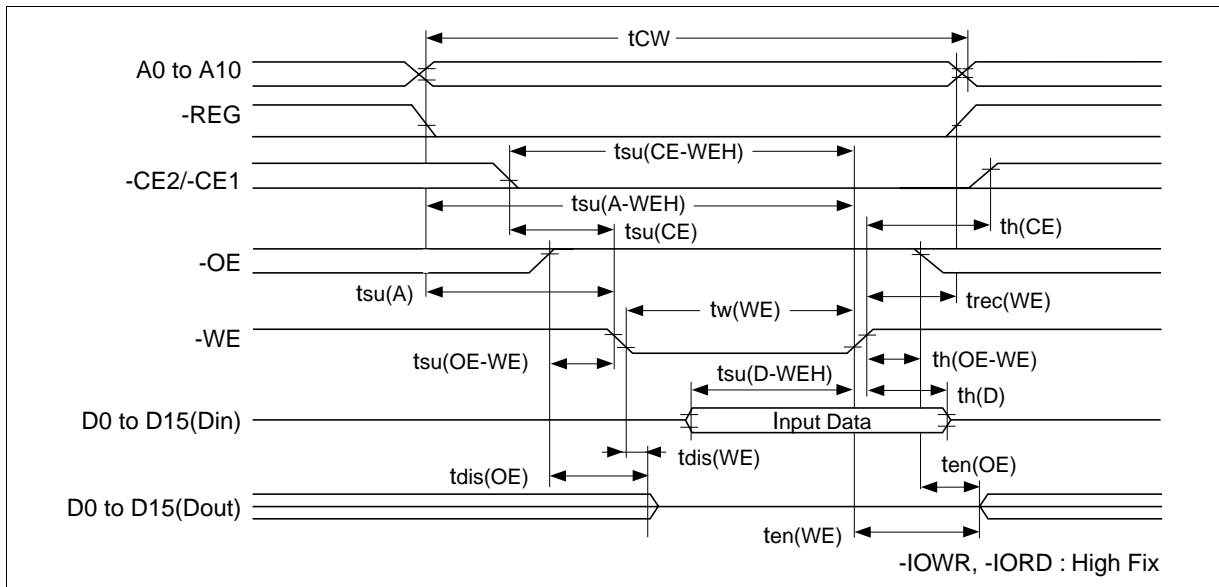 tCW
A0 to A10
-REG
tsu(CE-WEH)
-CE2/-CE1
tsu(A-WEH)
tsu(CE)
th(CE)
-OE
tsu(A)
tw(WE)
trec(WE)
-WE
tsu(OE-WE)
th(OE-WE)
tsu(D-WEH)
th(D)
D0 to D15(Din)
Input Data
tdis(WE)
ten(OE)
tdis(OE)
D0 to D15(Dout)
ten(WE)
-IOWR, -IORD : High Fix